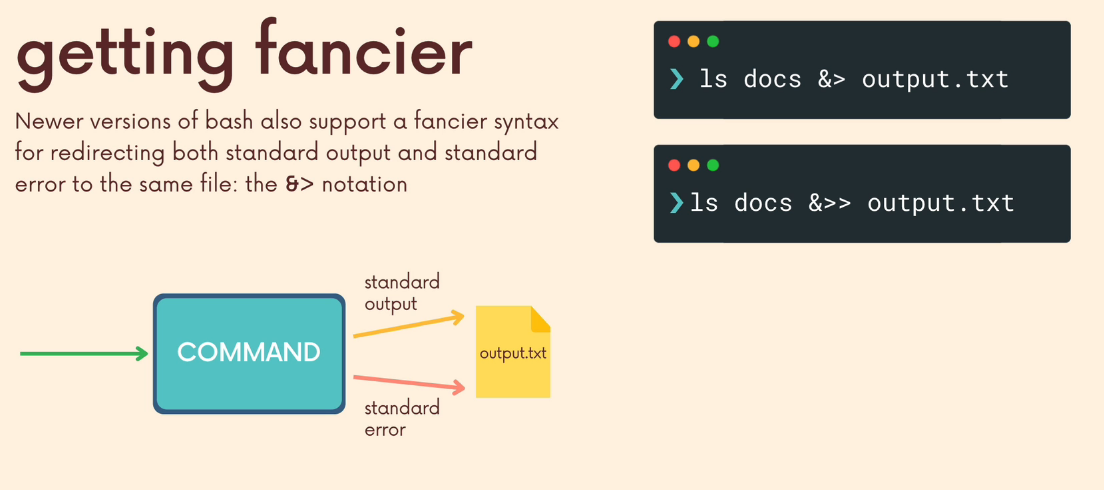 getting fancier
Newer versions of bash also support a fancier syntax
for redirecting both standard output and standard
error to the same file: the &> notation
❯ ls docs &> output.txt
❯ ls docs &>> output.txt
standard
output
COMMAND
output.txt
standard
error